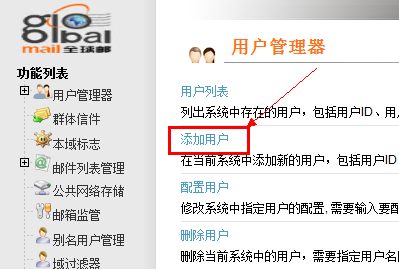 global
mail 全球邮
功能列表
用户管理器
群体信件
本域标志
邮件列表管理
公共网络存储
邮箱监管
别名用户管理
域过滤器
用户管理器
用户列表
列出系统中存在的用户，包括用户ID、用
添加用户
在当前系统中添加新的用户，包括用户ID
配置用户
修改系统中指定用户的配置,需要输入要配
删除用户
删除当前系统中的用户，需要指定用户名